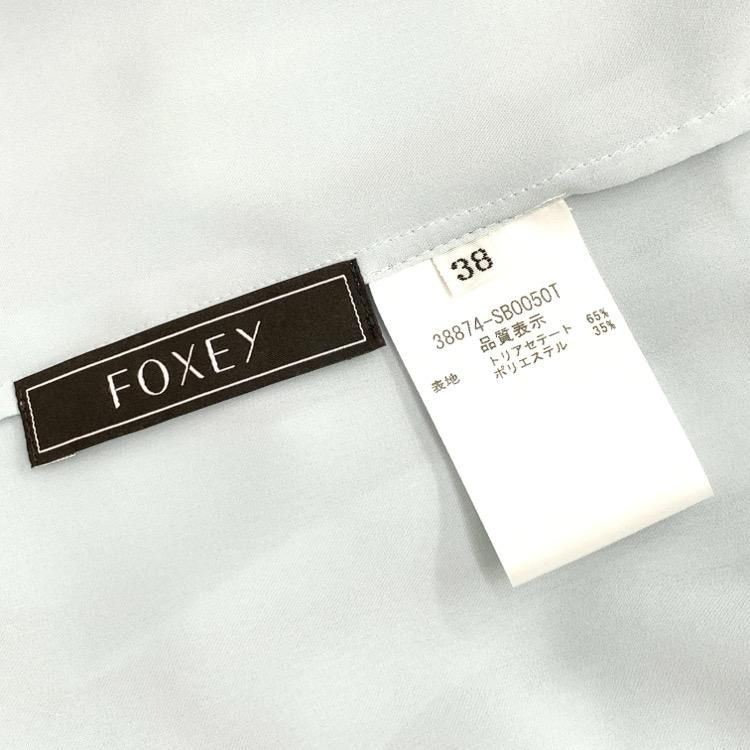 FOXEY
38
38874-SB0050T
品質表示
表地 トリアセテート 65%
ポリエステル 35%